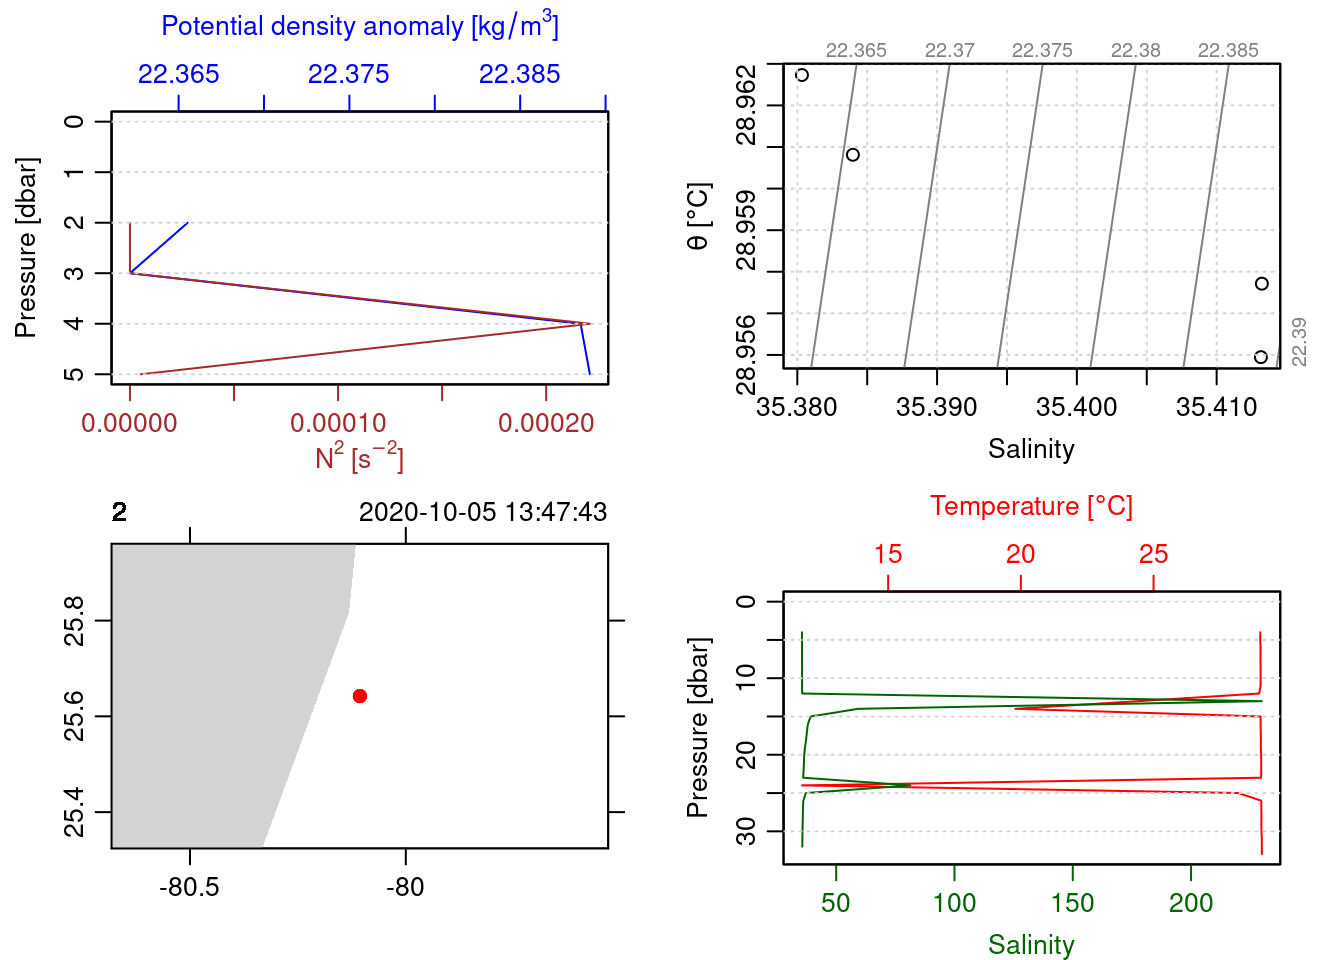 Potential density anomaly [kg/m³]
22.365 22.375 22.385
Pressure [dbar]
0 1 2 3 4 5
0.00000 0.00010 0.00020
N² [s⁻²]
22.365 22.37 22.375 22.38 22.385
22.39
θ [°C]
28.962 28.959 28.956
35.380 35.390 35.400 35.410
Salinity
2 2020-10-05 13:47:43
25.8 25.6 25.4
-80.5 -80
Temperature [°C]
15 20 25
Pressure [dbar]
0 10 20 30
50 100 150 200
Salinity